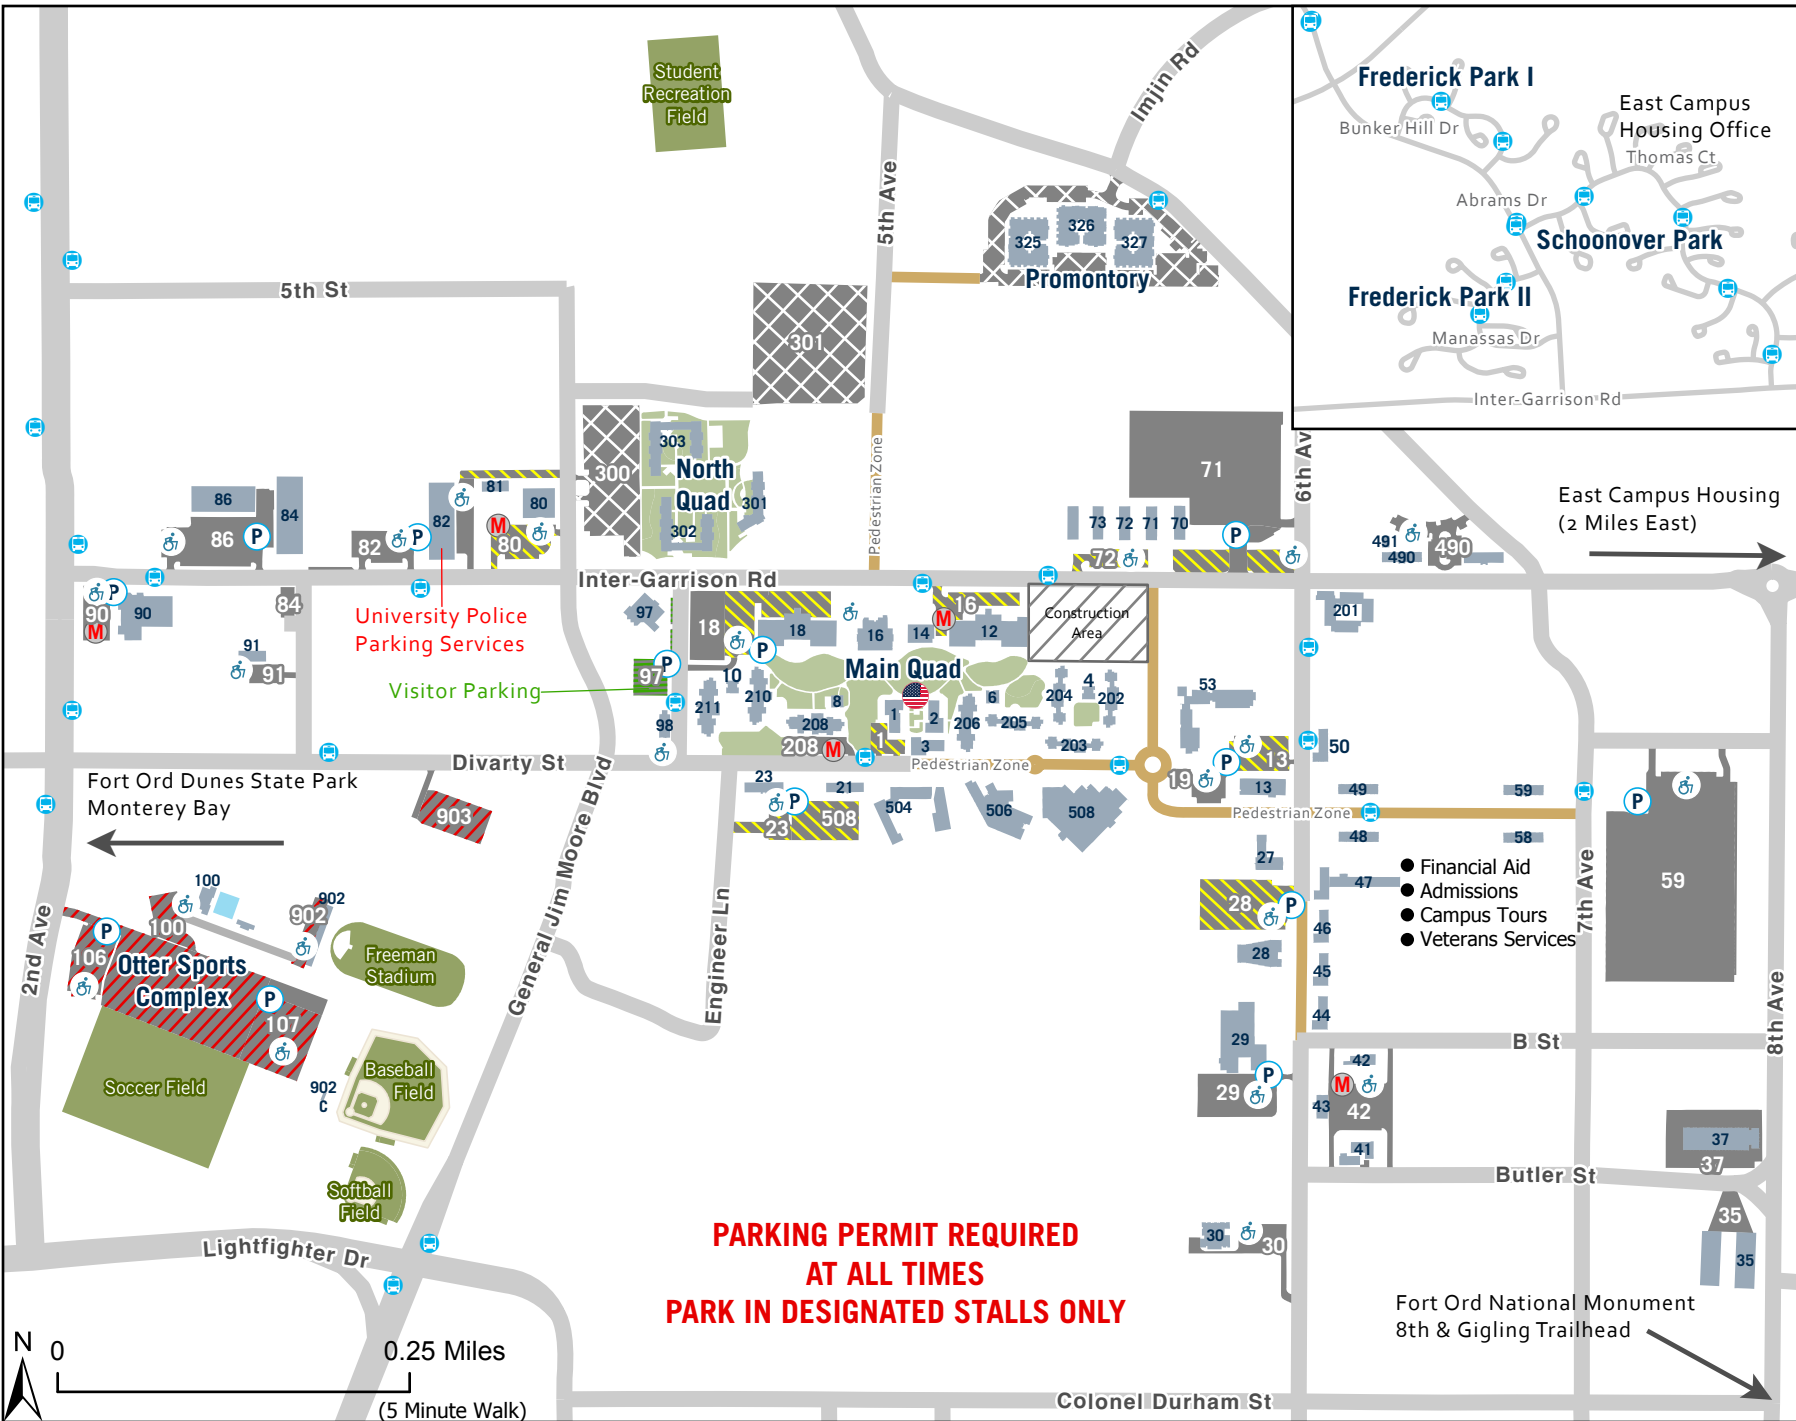 Student
Recreation
Field
Imjin Rd
Frederick Park I
Bunker Hill Dr
East Campus
Housing Office
Thomas Ct
Abrams Dr
Schoonover Park
Frederick Park II
Manassas Dr
Inter-Garrison Rd
5th Ave
325
326
327
Promontory
5th St
301
300
303
North
Quad
301
302
Pedestrian Zone
71
6th Av
73
72
71
70
72
491
490
490
East Campus Housing
(2 Miles East)
86
84
86
82
82
81
80
M
80
P
P
P
Inter-Garrison Rd
P
90
M
90
84
91
91
University Police
Parking Services
Visitor Parking
97
18
18
16
14
16
M
12
Construction
Area
201
97
P
P
10
Main Quad
210
211
98
8
208
208
M
1
1
2
3
6
206
205
204
4
202
203
53
50
13
P
19
13
Divarty St
Pedestrian Zone
Fort Ord Dunes State Park
Monterey Bay
903
23
21
P
23
508
504
506
508
49
59
Pedestrian Zone
48
58
27
47
Financial Aid
Admissions
Campus Tours
Veterans Services
P
59
7th Ave
28
P
28
46
45
44
100
902
902
100
P
106
Otter Sports
Complex
P
107
Freeman
Stadium
General Jim Moore Blvd
Engineer Ln
2nd Ave
Soccer Field
902
C
Baseball
Field
Softball
Field
29
P
29
B St
42
M
42
43
41
8th Ave
37
37
Butler St
35
35
30
30
Lightfighter Dr
PARKING PERMIT REQUIRED
AT ALL TIMES
PARK IN DESIGNATED STALLS ONLY
Fort Ord National Monument
8th & Gigling Trailhead
N
0
0.25 Miles
(5 Minute Walk)
Colonel Durham St